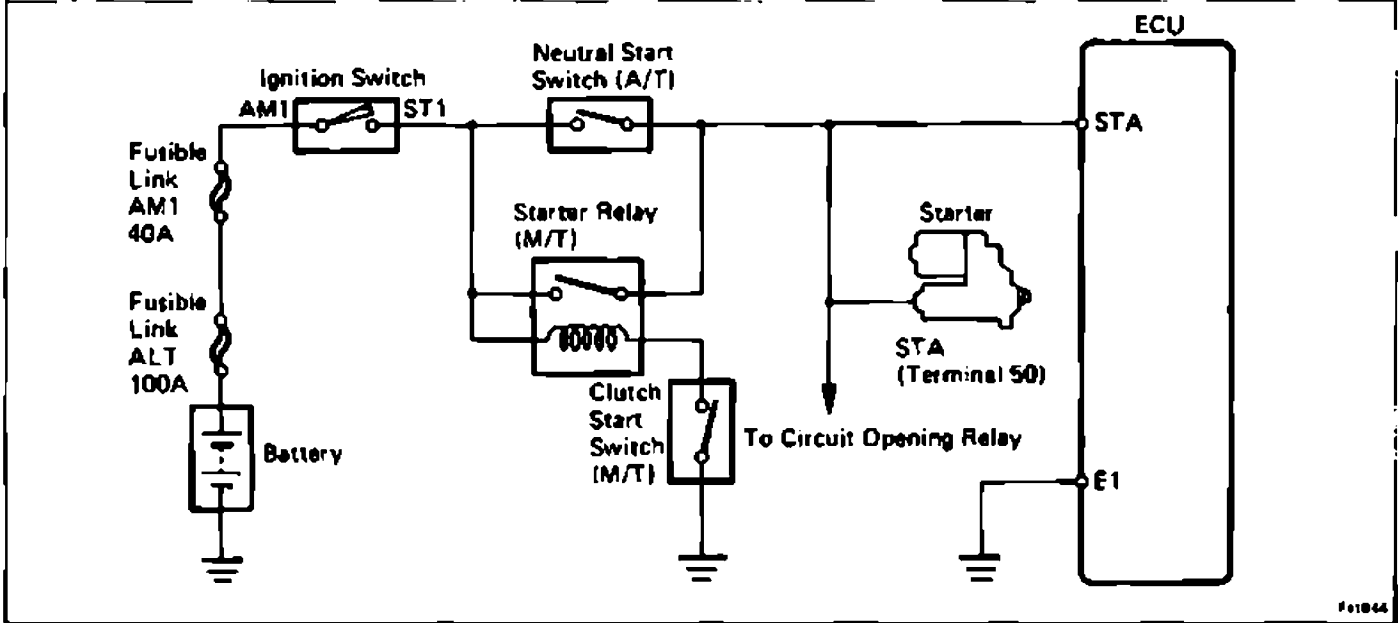 ECU
Neutral Start
Switch (A/T)
Ignition Switch
AM1
ST1
STA
Fusible
Link
AM1
40A
Starter Relay
(M/T)
Starter
Fusible
Link
ALT
100A
STA
(Terminal 50)
Clutch
Start
Switch
(M/T)
To Circuit Opening Relay
Battery
E1